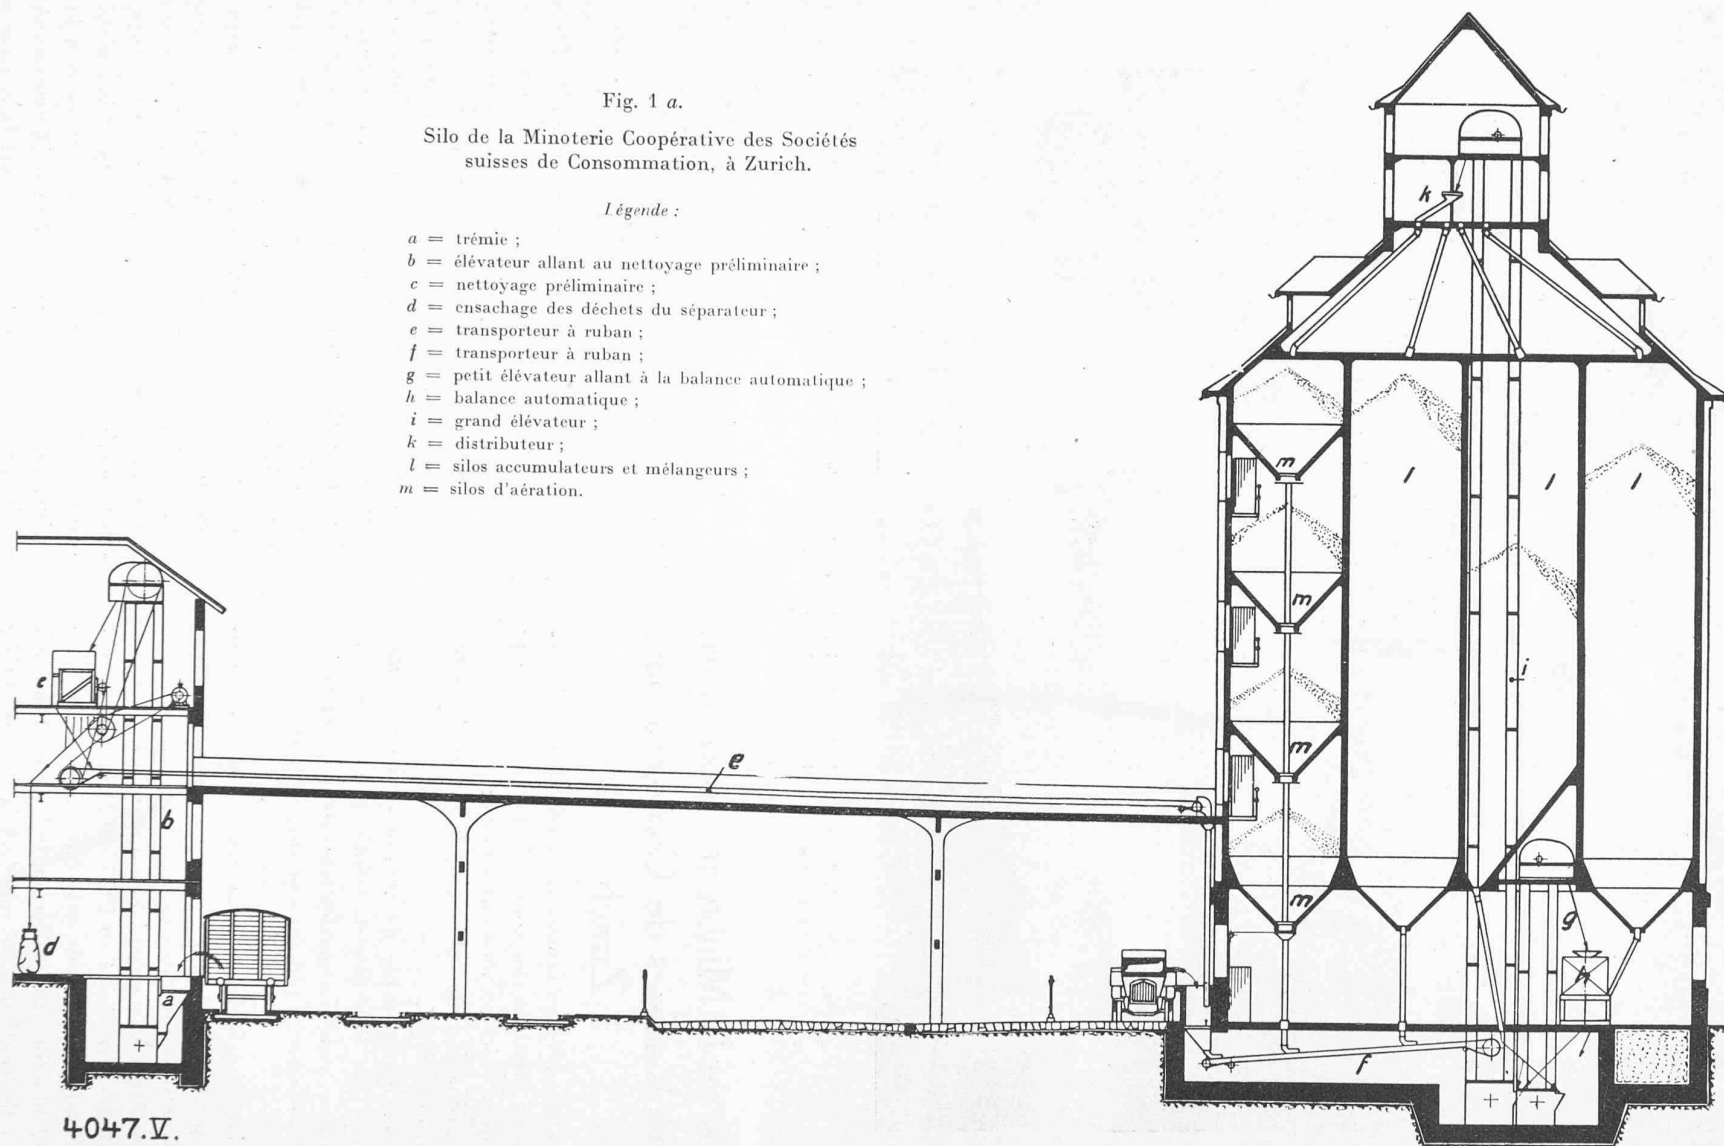 Fig. 1 a.
Silo de la Minoterie Coopérative des Sociétés
suisses de Consommation, à Zurich.
Légende :
a = trémie ;
b = élévateur allant au nettoyage préliminaire ;
c = nettoyage préliminaire ;
d = ensachage des déchets du séparateur ;
e = transporteur à ruban ;
f = transporteur à ruban ;
g = petit élévateur allant à la balance automatique ;
h = balance automatique ;
i = grand élévateur ;
k = distributeur ;
l = silos accumulateurs et mélangeurs ;
m = silos d'aération.
k
m
l
l
l
m
i
c
m
e
b
m
g
d
h
a
f
4047.V.